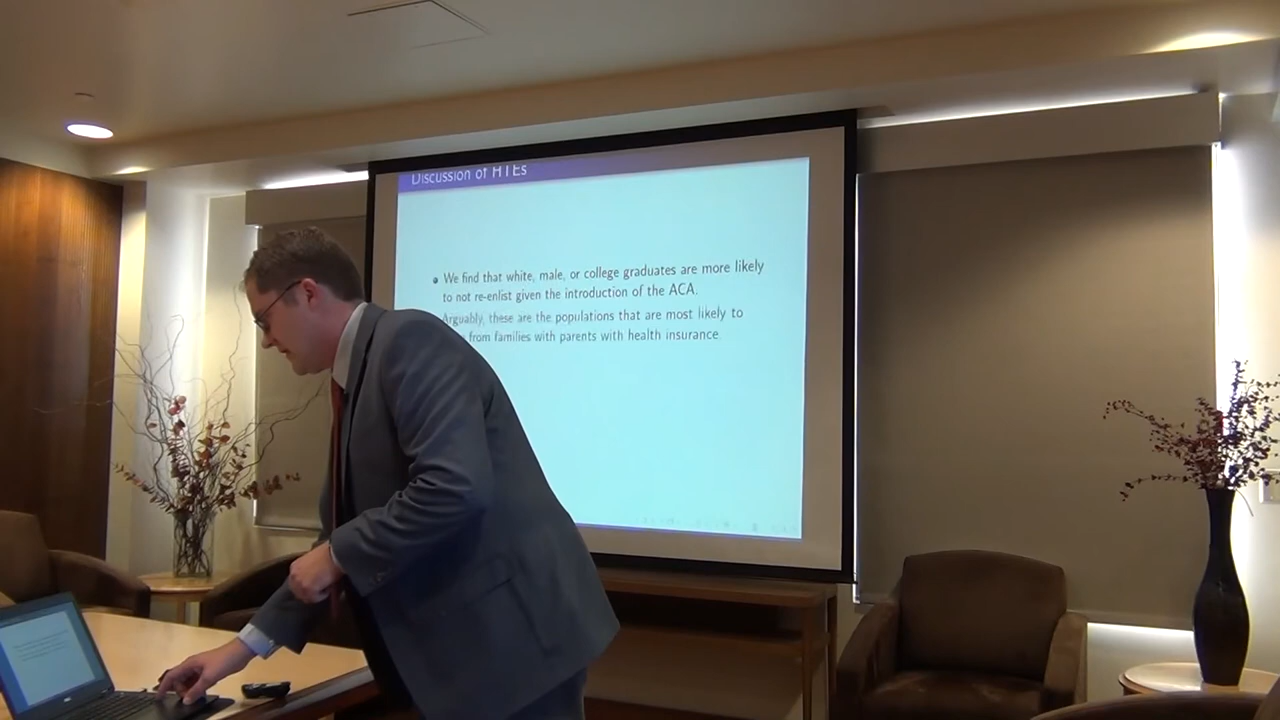 Discussion of HTEs
We find that white, male, or college graduates are more likely
to not re-enlist given the introduction of the ACA.
Arguably, these are the populations that are most likely to
from families with parents with health insurance.